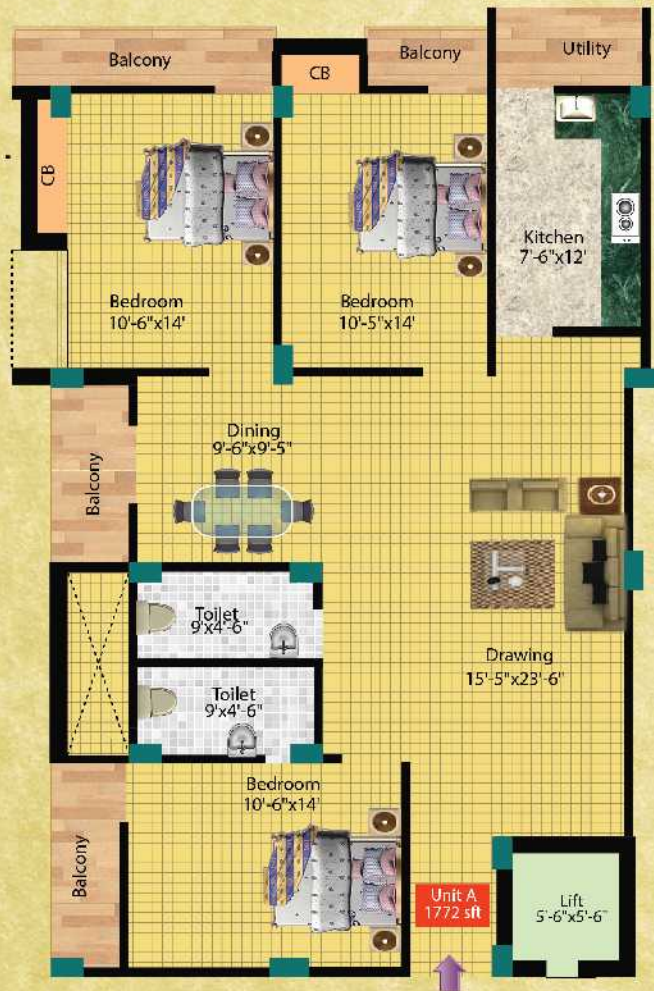 Balcony
Balcony
Utility
CB
CB
Kitchen
7'-6"x12'
Bedroom
10'-6"x14'
Bedroom
10'-5"x14'
Dining
9'-6"x9'-5"
Balcony
Toilet
9'x4'-6"
Drawing
15'-5"x23'-6"
Toilet
9'x4'-6"
Bedroom
10'-6"x14'
Balcony
Unit A
1772 sft
Lift
5'-6"x5'-6"